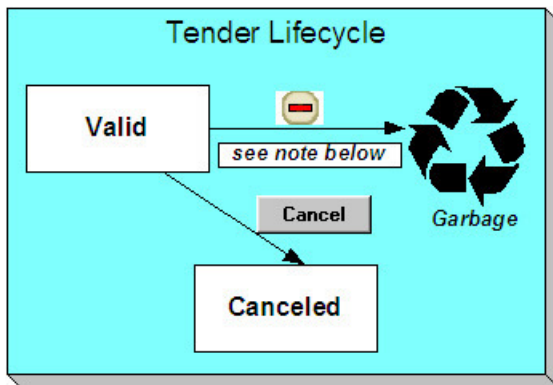 Tender Lifecycle
Valid
see note below
Garbage
Cancel
Canceled